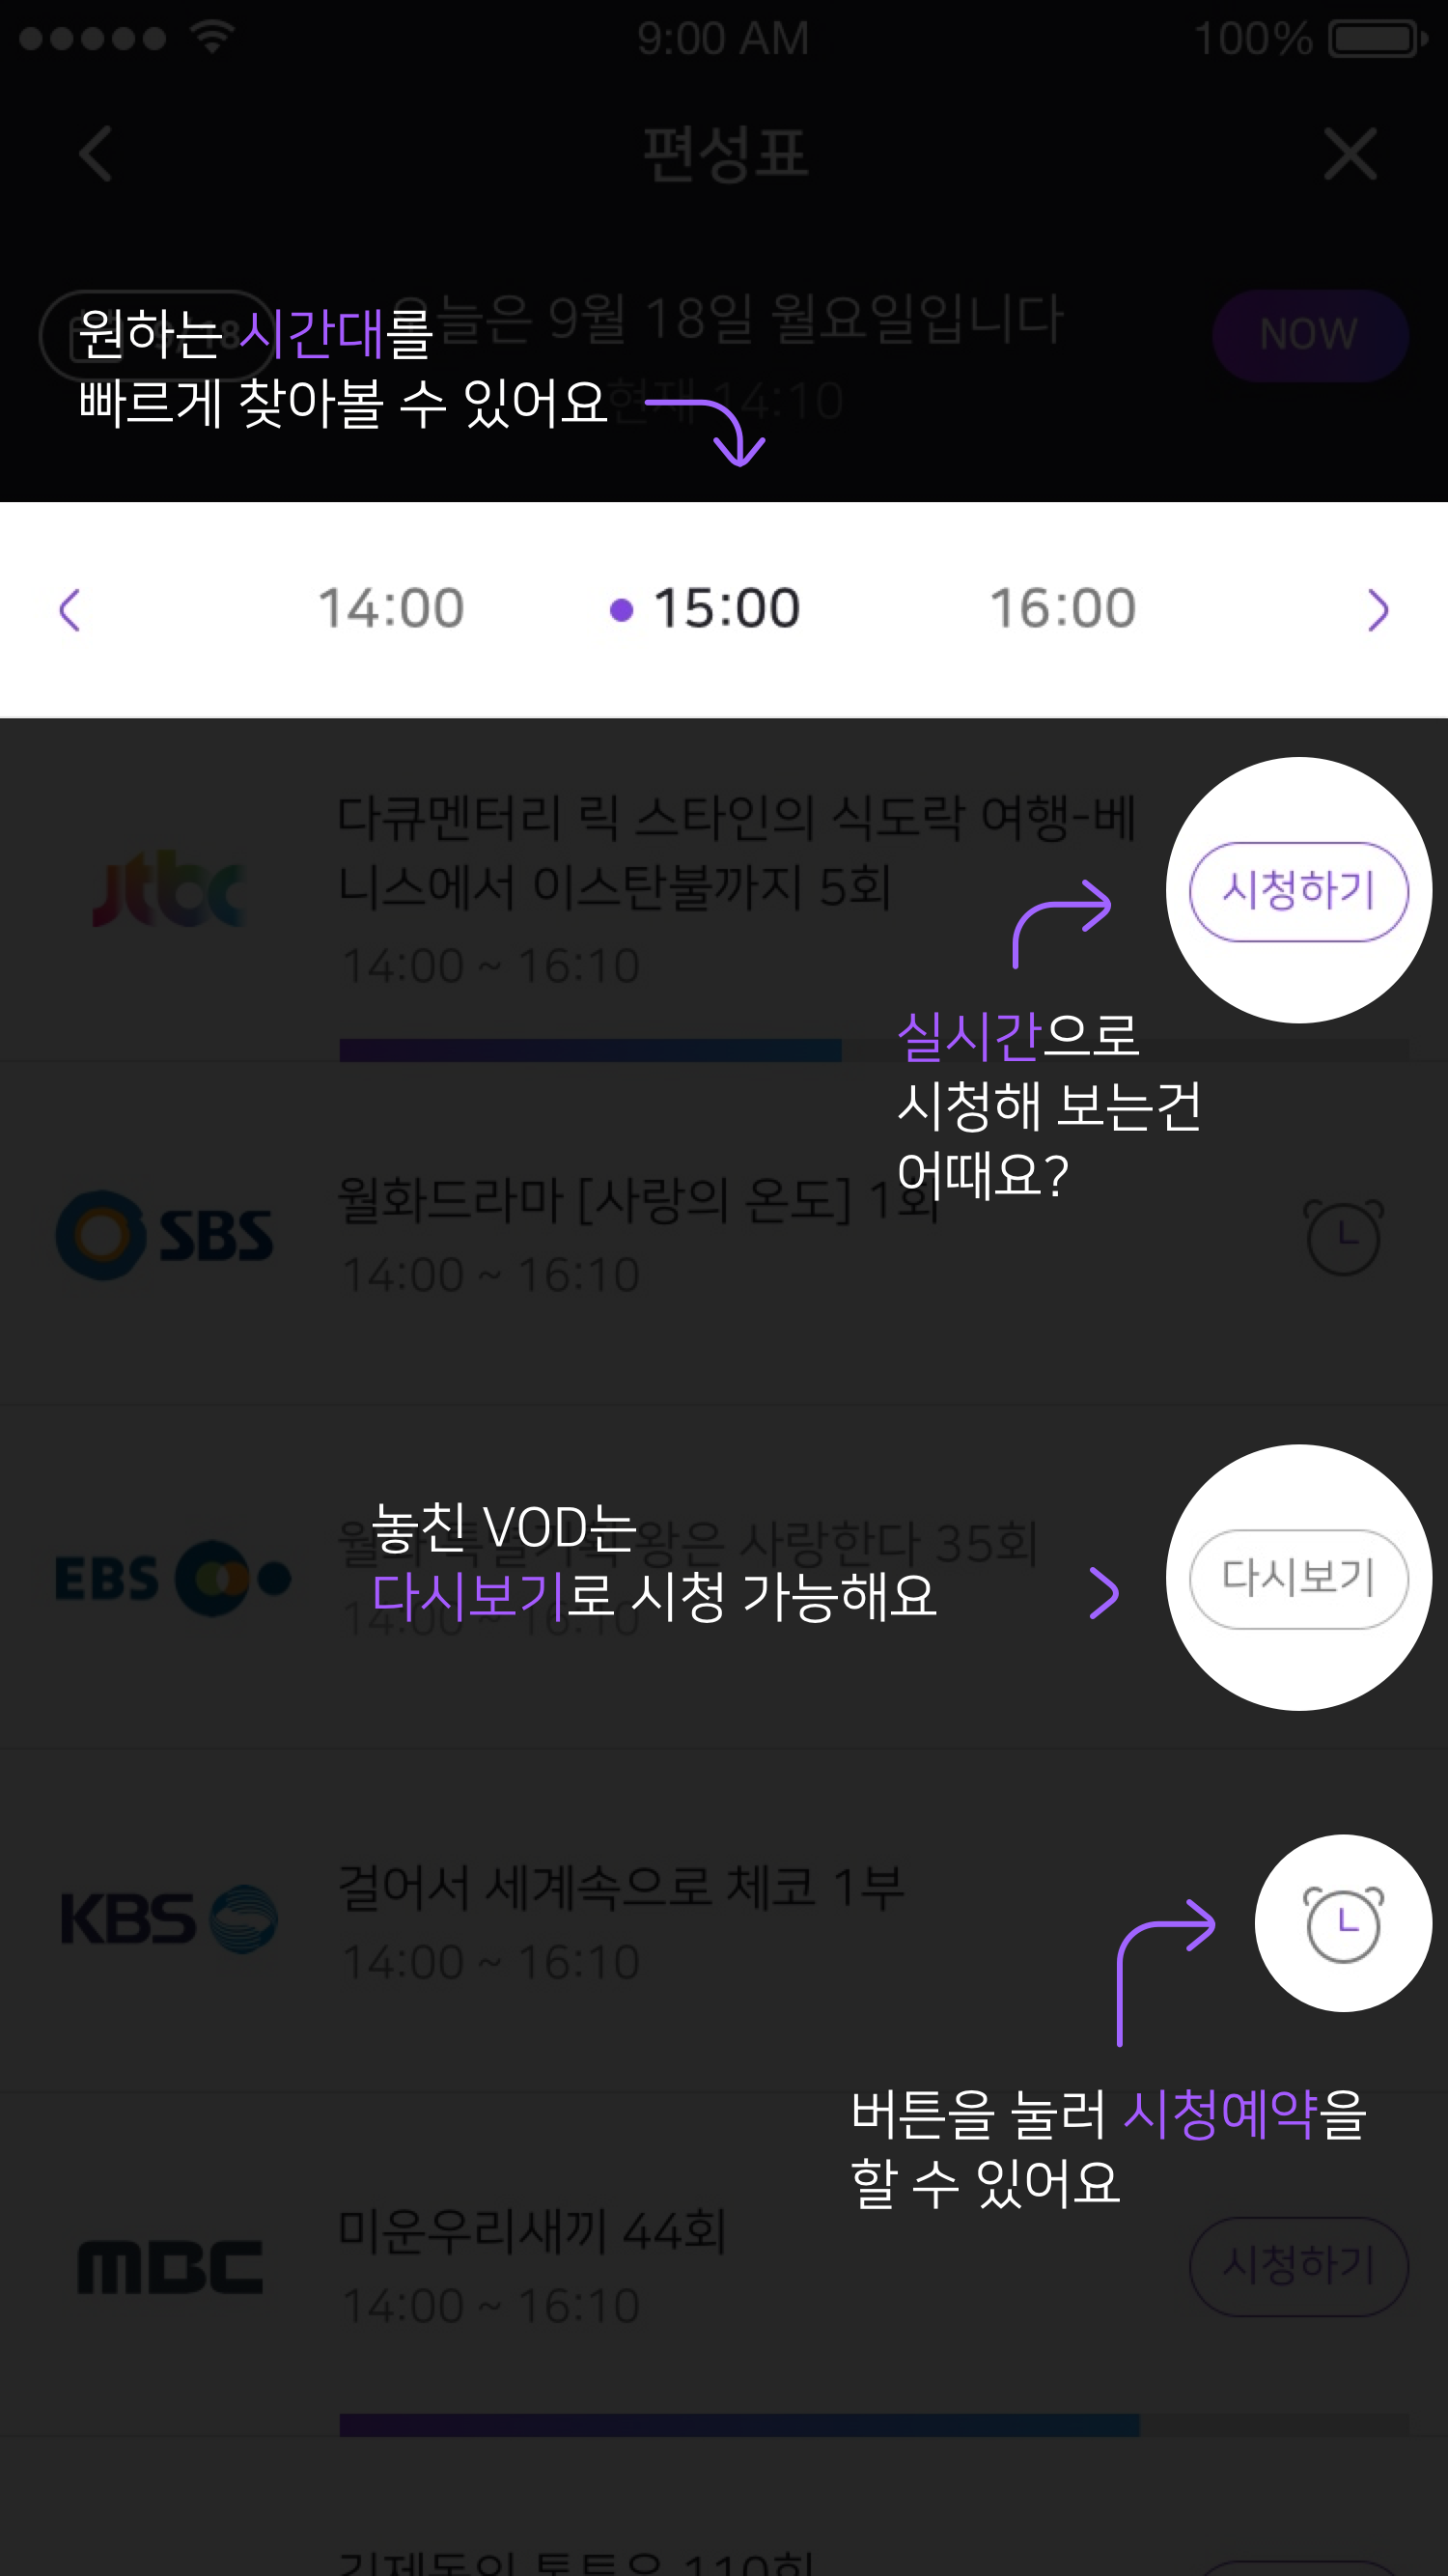 9:00 AM
100%
편성표
원하는 시간대를
빠르게 찾아볼 수 있어요
오늘은 9월 18일 월요일입니다
현재 14:10
NOW
14:00
15:00
16:00
jtbc
다큐멘터리 릭 스타인의 식도락 여행-베
니스에서 이스탄불까지 5회
14:00 ~ 16:10
시청하기
실시간으로
시청해 보는건
어때요?
SBS
월화드라마 [사랑의 온도] 1회
14:00 ~ 16:10
EBS
놓친 VOD는
다시보기로 시청 가능해요
왕은 사랑한다 35회
14:00 ~ 16:10
다시보기
KBS
걸어서 세계속으로 체코 1부
14:00 ~ 16:10
버튼을 눌러 시청예약을
할 수 있어요
MBC
미운우리새끼 44회
14:00 ~ 16:10
시청하기